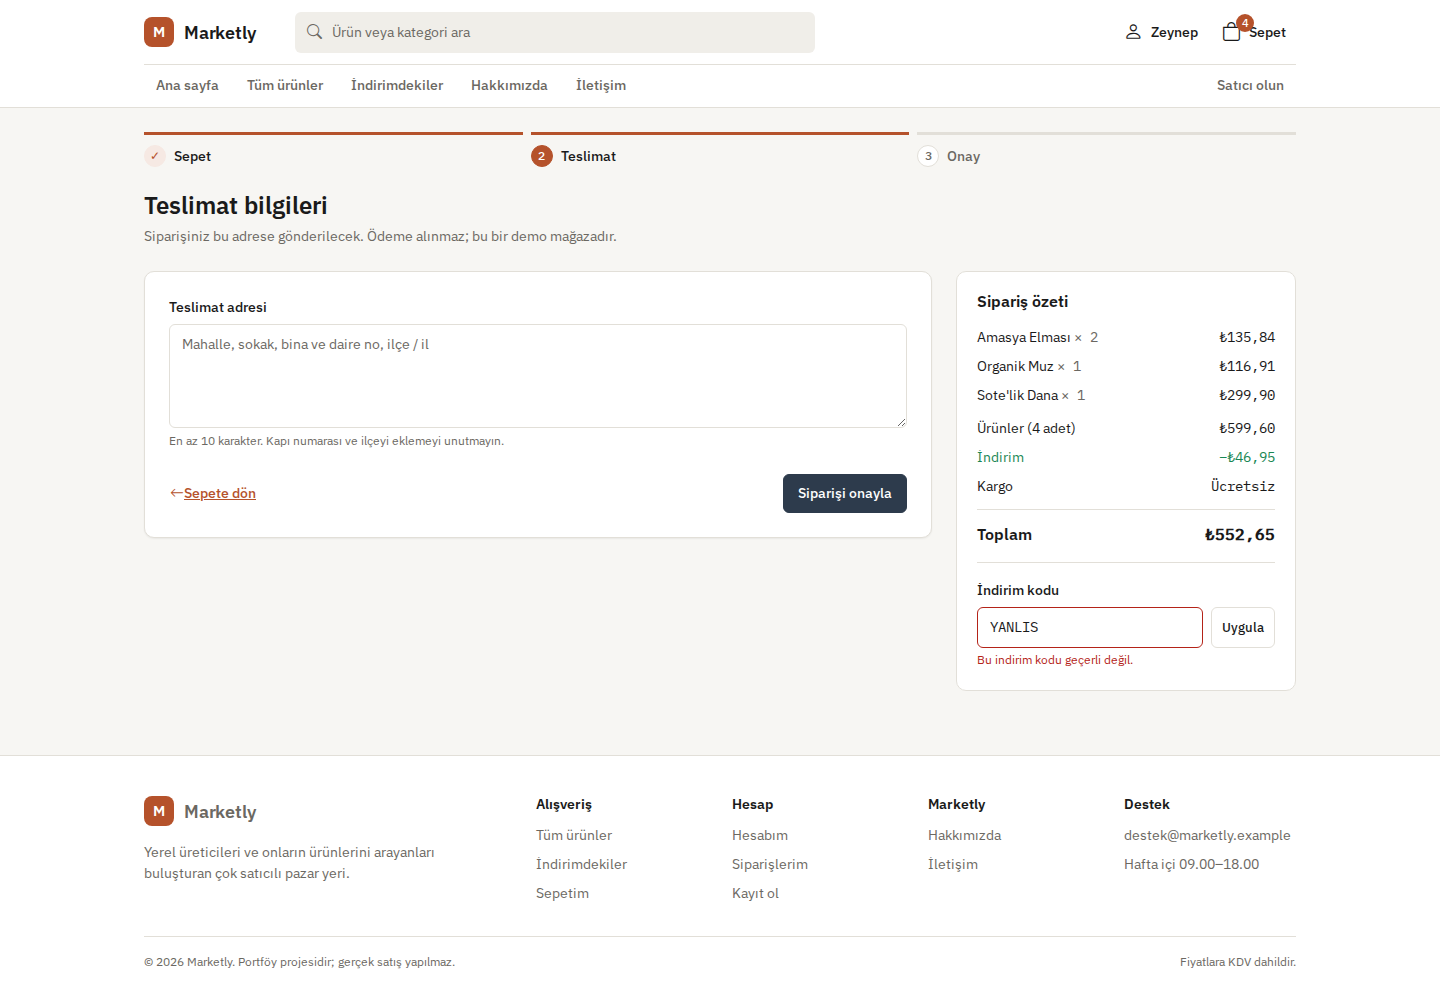 M Marketly
Ürün veya kategori ara
Zeynep
4
Sepet
Ana sayfa
Tüm ürünler
İndirimdekiler
Hakkımızda
İletişim
Satıcı olun
✓ Sepet
2 Teslimat
3 Onay
Teslimat bilgileri
Siparişiniz bu adrese gönderilecek. Ödeme alınmaz; bu bir demo mağazadır.
Teslimat adresi
Mahalle, sokak, bina ve daire no, ilçe / il
En az 10 karakter. Kapı numarası ve ilçeyi eklemeyi unutmayın.
←Sepete dön
Siparişi onayla
Sipariş özeti
Amasya Elması × 2 ₺135,84
Organik Muz × 1 ₺116,91
Sote'lik Dana × 1 ₺299,90
Ürünler (4 adet) ₺599,60
İndirim −₺46,95
Kargo Ücretsiz
Toplam ₺552,65
İndirim kodu
YANLIS
Uygula
Bu indirim kodu geçerli değil.
M Marketly
Yerel üreticileri ve onların ürünlerini arayanları
buluşturan çok satıcılı pazar yeri.
Alışveriş
Tüm ürünler
İndirimdekiler
Sepetim
Hesap
Hesabım
Siparişlerim
Kayıt ol
Marketly
Hakkımızda
İletişim
Destek
destek@marketly.example
Hafta içi 09.00–18.00
© 2026 Marketly. Portföy projesidir; gerçek satış yapılmaz.
Fiyatlara KDV dahildir.